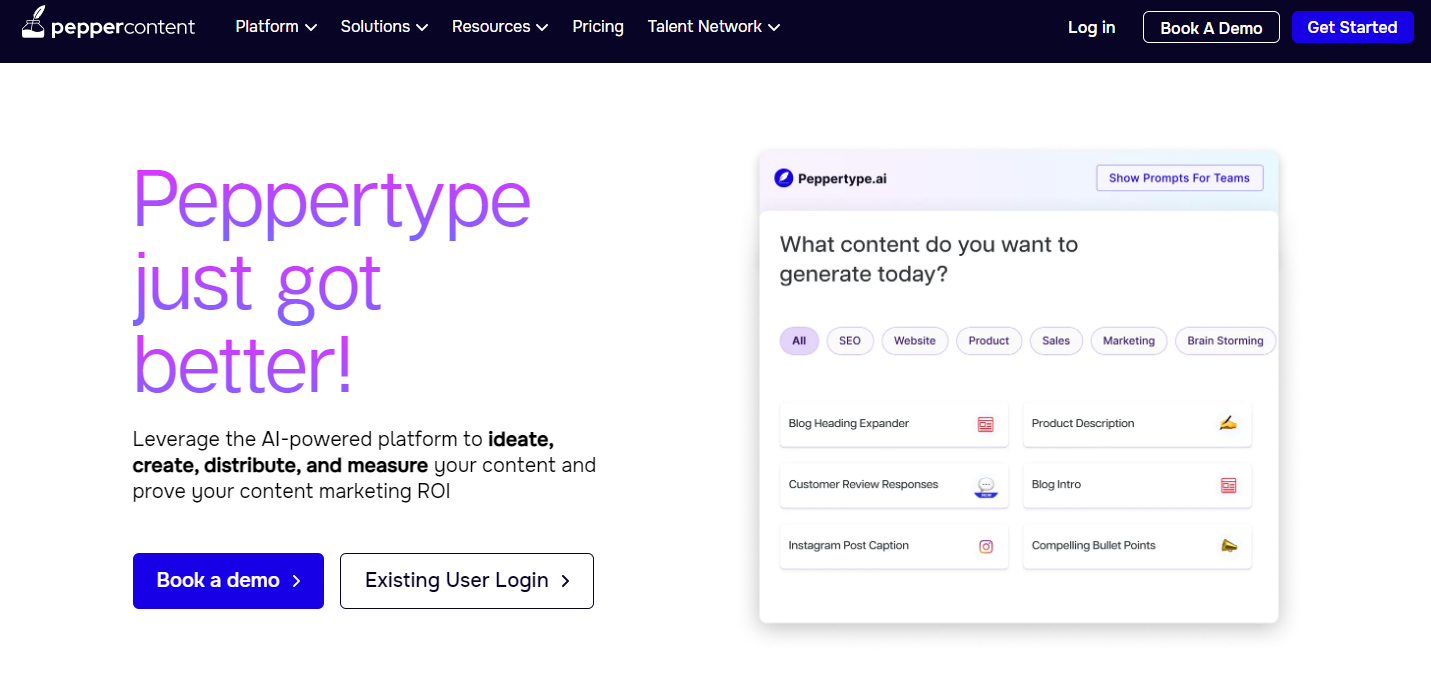 peppercontent
Platform
Solutions
Resources
Pricing
Talent Network
Log in
Book A Demo
Get Started
Peppertype
just got
better!
Leverage the AI-powered platform to ideate,
create, distribute, and measure your content and
prove your content marketing ROI
Book a demo
Existing User Login
Peppertype.ai
Show Prompts For Teams
What content do you want to
generate today?
All
SEO
Website
Product
Sales
Marketing
Brain Storming
Blog Heading Expander
Product Description
Customer Review Responses
Blog Intro
Instagram Post Caption
Compelling Bullet Points